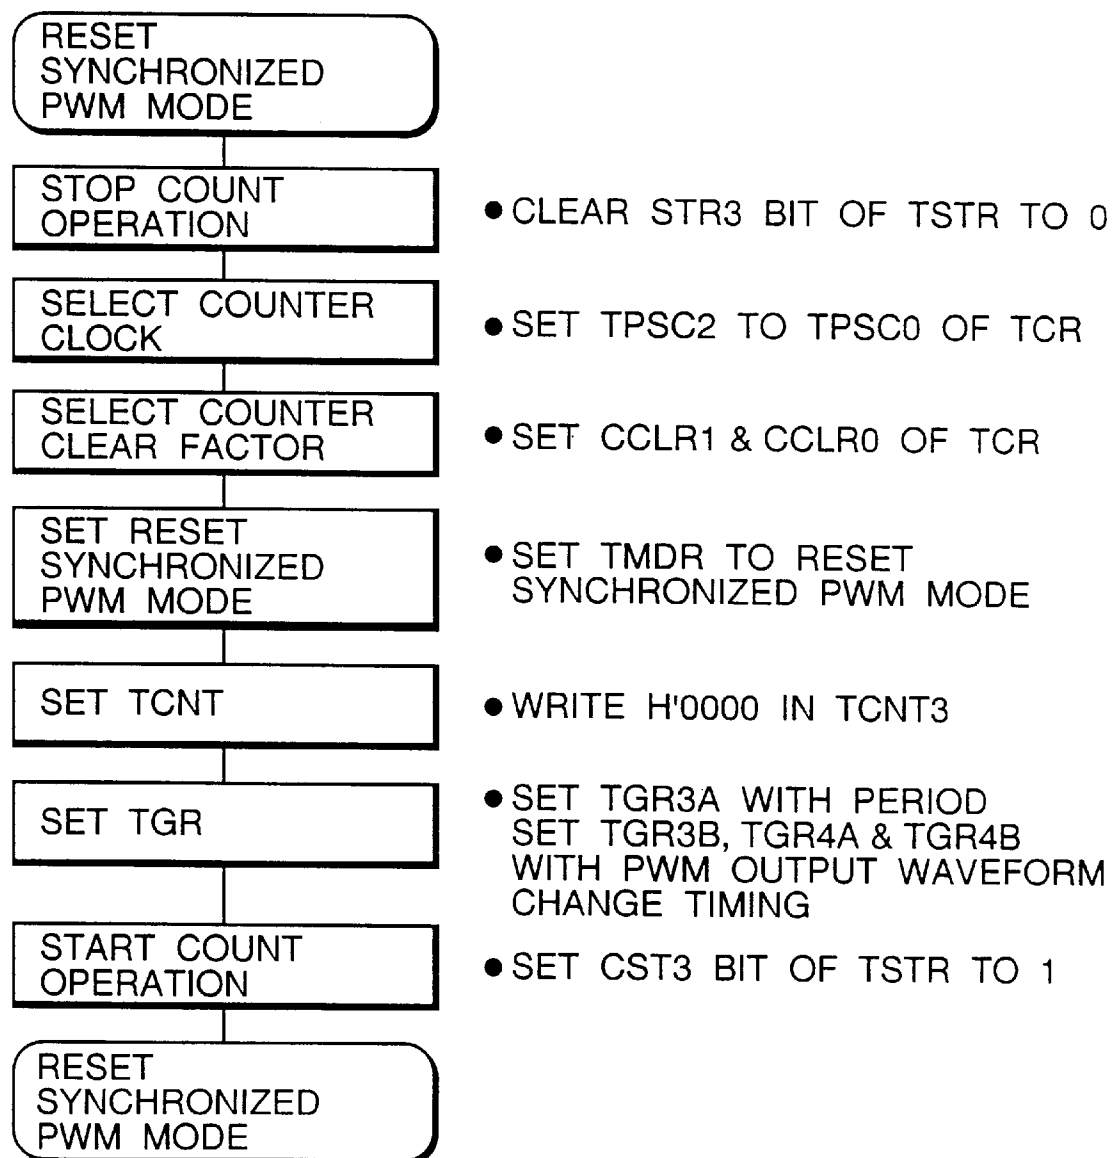 RESET
SYNCHRONIZED
PWM MODE
STOP COUNT
OPERATION
● CLEAR STR3 BIT OF TSTR TO 0
SELECT COUNTER
CLOCK
● SET TPSC2 TO TPSC0 OF TCR
SELECT COUNTER
CLEAR FACTOR
● SET CCLR1 & CCLR0 OF TCR
SET RESET
SYNCHRONIZED
PWM MODE
● SET TMDR TO RESET
SYNCHRONIZED PWM MODE
SET TCNT
● WRITE H'0000 IN TCNT3
SET TGR
● SET TGR3A WITH PERIOD
SET TGR3B, TGR4A & TGR4B
WITH PWM OUTPUT WAVEFORM
CHANGE TIMING
START COUNT
OPERATION
● SET CST3 BIT OF TSTR TO 1
RESET
SYNCHRONIZED
PWM MODE